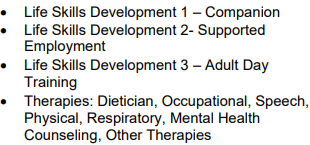 • Life Skills Development 1 – Companion
• Life Skills Development 2- Supported
Employment
• Life Skills Development 3 – Adult Day
Training
• Therapies: Dietician, Occupational, Speech,
Physical, Respiratory, Mental Health
Counseling, Other Therapies